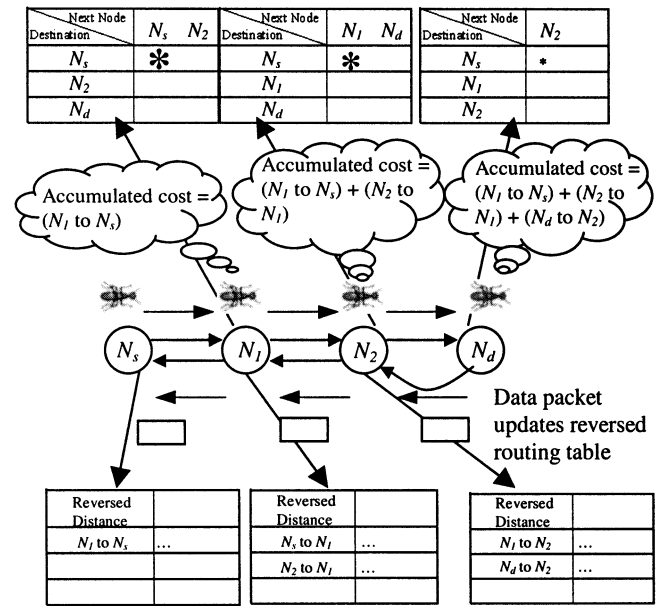 Next Node
Destination
Ns N2
Ns *
N2
Nd
Next Node
Destination
N1 Nd
Ns *
N1
Nd
Next Node
Destination
N2
Ns *
N1
N2
Accumulated cost =
(N1 to Ns)
Accumulated cost =
(N1 to Ns) + (N2 to
N1)
Accumulated cost =
(N1 to Ns) + (N2 to
N1) + (Nd to N2)
Ns N1 N2 Nd
Data packet
updates reversed
routing table
Reversed
Distance
N1 to Ns ...
Reversed
Distance
Ns to N1 ...
N2 to N1 ...
Reversed
Distance
N1 to N2 ...
Nd to N2 ...